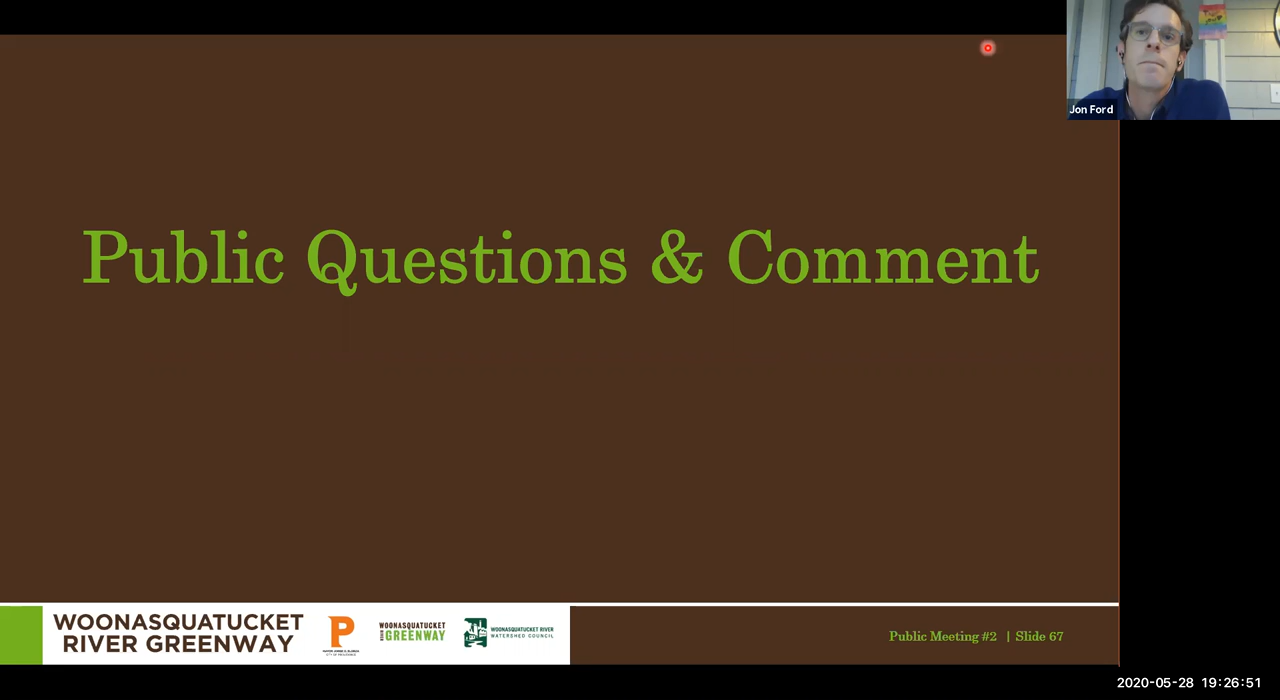 Jon Ford
Public Questions & Comment
WOONASQUATUCKET
RIVER GREENWAY
P
WOONASQUATUCKET
RIVER GREENWAY
WOONASQUATUCKET RIVER
WATERSHED COUNCIL
Public Meeting #2 | Slide 67
2020-05-28 19:26:51